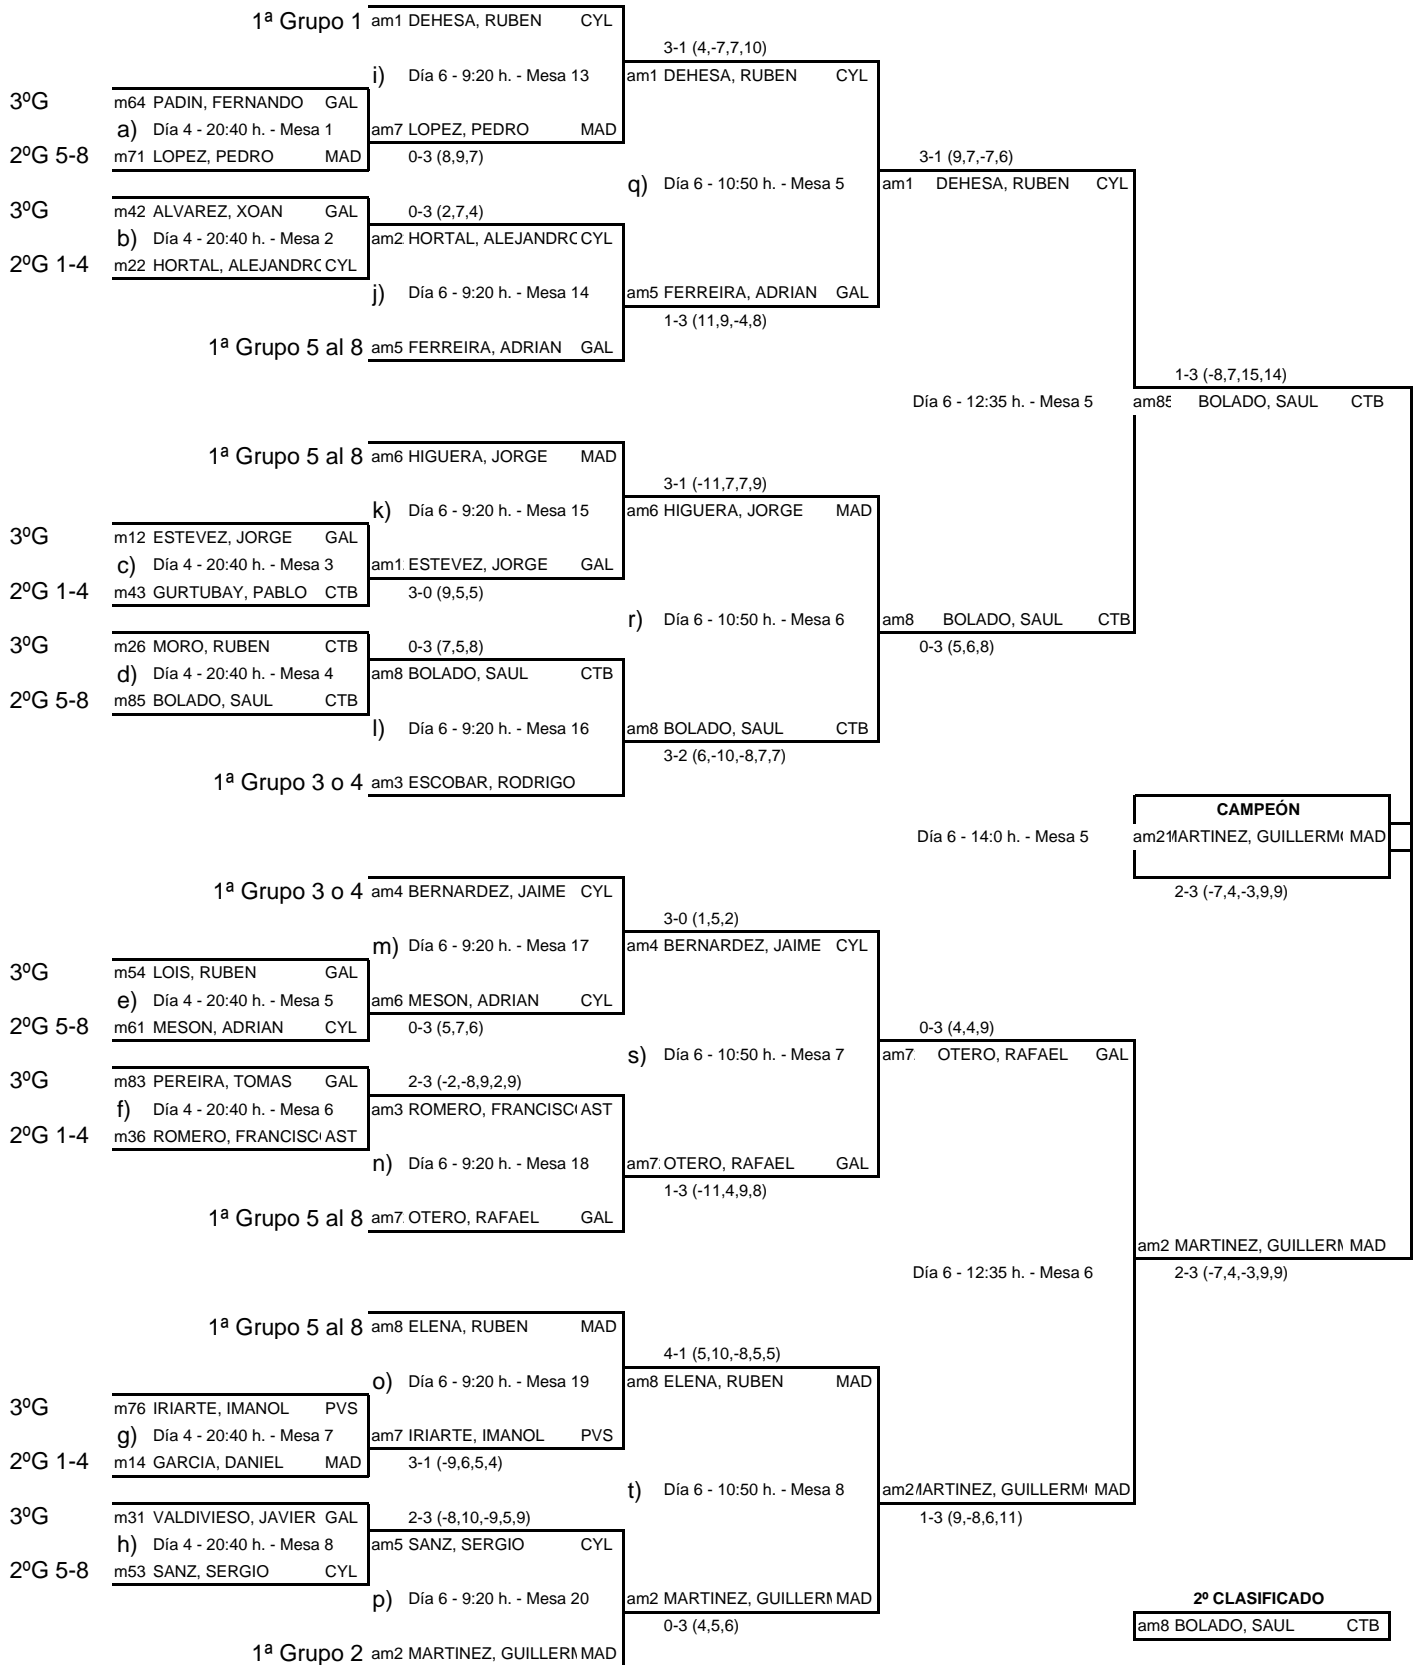 1ª Grupo 1 am1 DEHESA, RUBEN CYL
3-1 (4,-7,7,10)
i) Día 6 - 9:20 h. - Mesa 13 am1 DEHESA, RUBEN CYL
3ºG m64 PADIN, FERNANDO GAL
a) Día 4 - 20:40 h. - Mesa 1 am7 LOPEZ, PEDRO MAD
2ºG 5-8 m71 LOPEZ, PEDRO MAD 0-3 (8,9,7) 3-1 (9,7,-7,6)
q) Día 6 - 10:50 h. - Mesa 5 am1 DEHESA, RUBEN CYL
3ºG m42 ALVAREZ, XOAN GAL 0-3 (2,7,4)
b) Día 4 - 20:40 h. - Mesa 2 am2 HORTAL, ALEJANDRO CYL
2ºG 1-4 m22 HORTAL, ALEJANDRO CYL
j) Día 6 - 9:20 h. - Mesa 14 am5 FERREIRA, ADRIAN GAL
1-3 (11,9,-4,8)
1ª Grupo 5 al 8 am5 FERREIRA, ADRIAN GAL
1-3 (-8,7,15,14)
Día 6 - 12:35 h. - Mesa 5 am85 BOLADO, SAUL CTB
1ª Grupo 5 al 8 am6 HIGUERA, JORGE MAD
3-1 (-11,7,7,9)
k) Día 6 - 9:20 h. - Mesa 15 am6 HIGUERA, JORGE MAD
3ºG m12 ESTEVEZ, JORGE GAL
c) Día 4 - 20:40 h. - Mesa 3 am1 ESTEVEZ, JORGE GAL
2ºG 1-4 m43 GURTUBAY, PABLO CTB 3-0 (9,5,5)
r) Día 6 - 10:50 h. - Mesa 6 am8 BOLADO, SAUL CTB
3ºG m26 MORO, RUBEN CTB 0-3 (7,5,8) 0-3 (5,6,8)
d) Día 4 - 20:40 h. - Mesa 4 am8 BOLADO, SAUL CTB
2ºG 5-8 m85 BOLADO, SAUL CTB
l) Día 6 - 9:20 h. - Mesa 16 am8 BOLADO, SAUL CTB
3-2 (6,-10,-8,7,7)
1ª Grupo 3 o 4 am3 ESCOBAR, RODRIGO
CAMPEÓN
Día 6 - 14:0 h. - Mesa 5 am21 MARTINEZ, GUILLERMO MAD
1ª Grupo 3 o 4 am4 BERNARDEZ, JAIME CYL 2-3 (-7,4,-3,9,9)
3-0 (1,5,2)
m) Día 6 - 9:20 h. - Mesa 17 am4 BERNARDEZ, JAIME CYL
3ºG m54 LOIS, RUBEN GAL
e) Día 4 - 20:40 h. - Mesa 5 am6 MESON, ADRIAN CYL
2ºG 5-8 m61 MESON, ADRIAN CYL 0-3 (5,7,6) 0-3 (4,4,9)
s) Día 6 - 10:50 h. - Mesa 7 am7 OTERO, RAFAEL GAL
3ºG m83 PEREIRA, TOMAS GAL 2-3 (-2,-8,9,2,9)
f) Día 4 - 20:40 h. - Mesa 6 am3 ROMERO, FRANCISCO AST
2ºG 1-4 m36 ROMERO, FRANCISCO AST
n) Día 6 - 9:20 h. - Mesa 18 am7 OTERO, RAFAEL GAL
1-3 (-11,4,9,8)
1ª Grupo 5 al 8 am7 OTERO, RAFAEL GAL
am2 MARTINEZ, GUILLERM MAD
Día 6 - 12:35 h. - Mesa 6 2-3 (-7,4,-3,9,9)
1ª Grupo 5 al 8 am8 ELENA, RUBEN MAD
4-1 (5,10,-8,5,5)
o) Día 6 - 9:20 h. - Mesa 19 am8 ELENA, RUBEN MAD
3ºG m76 IRIARTE, IMANOL PVS
g) Día 4 - 20:40 h. - Mesa 7 am7 IRIARTE, IMANOL PVS
2ºG 1-4 m14 GARCIA, DANIEL MAD 3-1 (-9,6,5,4)
t) Día 6 - 10:50 h. - Mesa 8 am2 MARTINEZ, GUILLERMO MAD
3ºG m31 VALDIVIESO, JAVIER GAL 2-3 (-8,10,-9,5,9) 1-3 (9,-8,6,11)
h) Día 4 - 20:40 h. - Mesa 8 am5 SANZ, SERGIO CYL
2ºG 5-8 m53 SANZ, SERGIO CYL
p) Día 6 - 9:20 h. - Mesa 20 am2 MARTINEZ, GUILLERM MAD 2º CLASIFICADO
0-3 (4,5,6) am8 BOLADO, SAUL CTB
1ª Grupo 2 am2 MARTINEZ, GUILLERM MAD